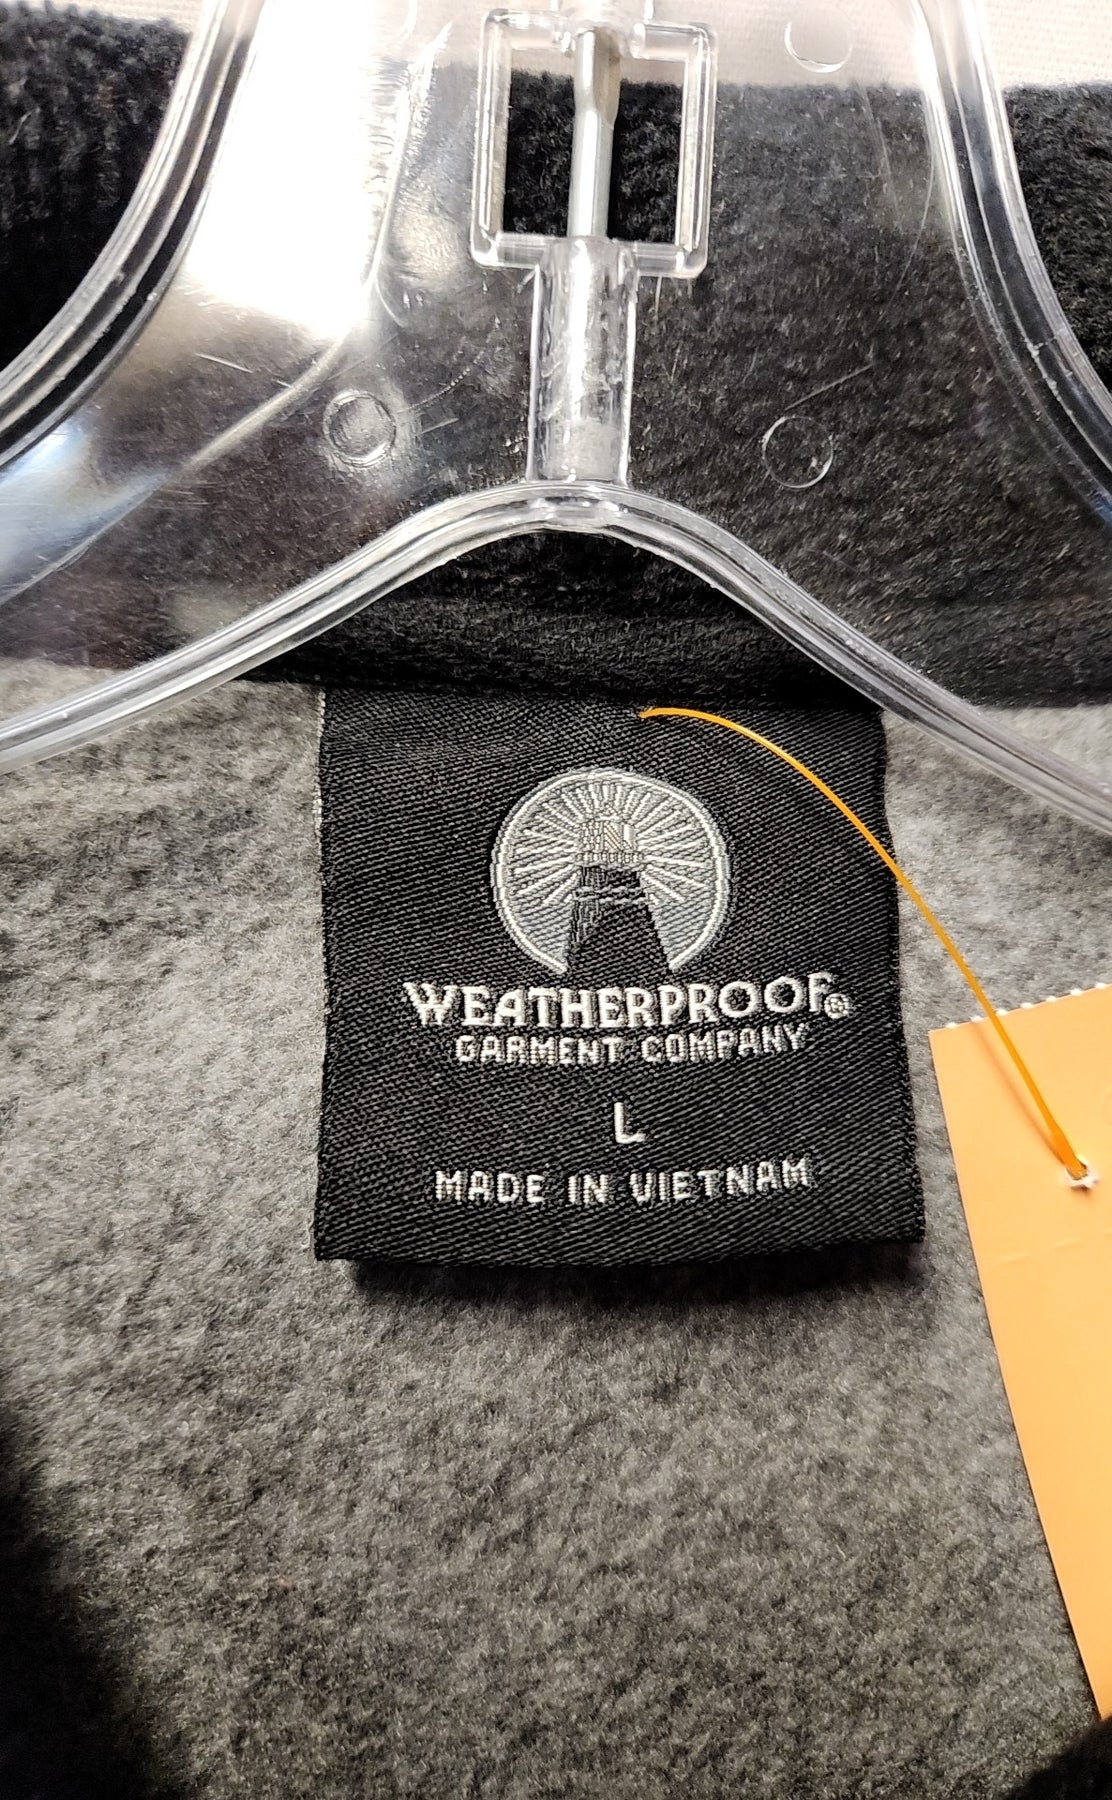 WEATHERPROOF®
GARMENT COMPANY
L
MADE IN VIETNAM